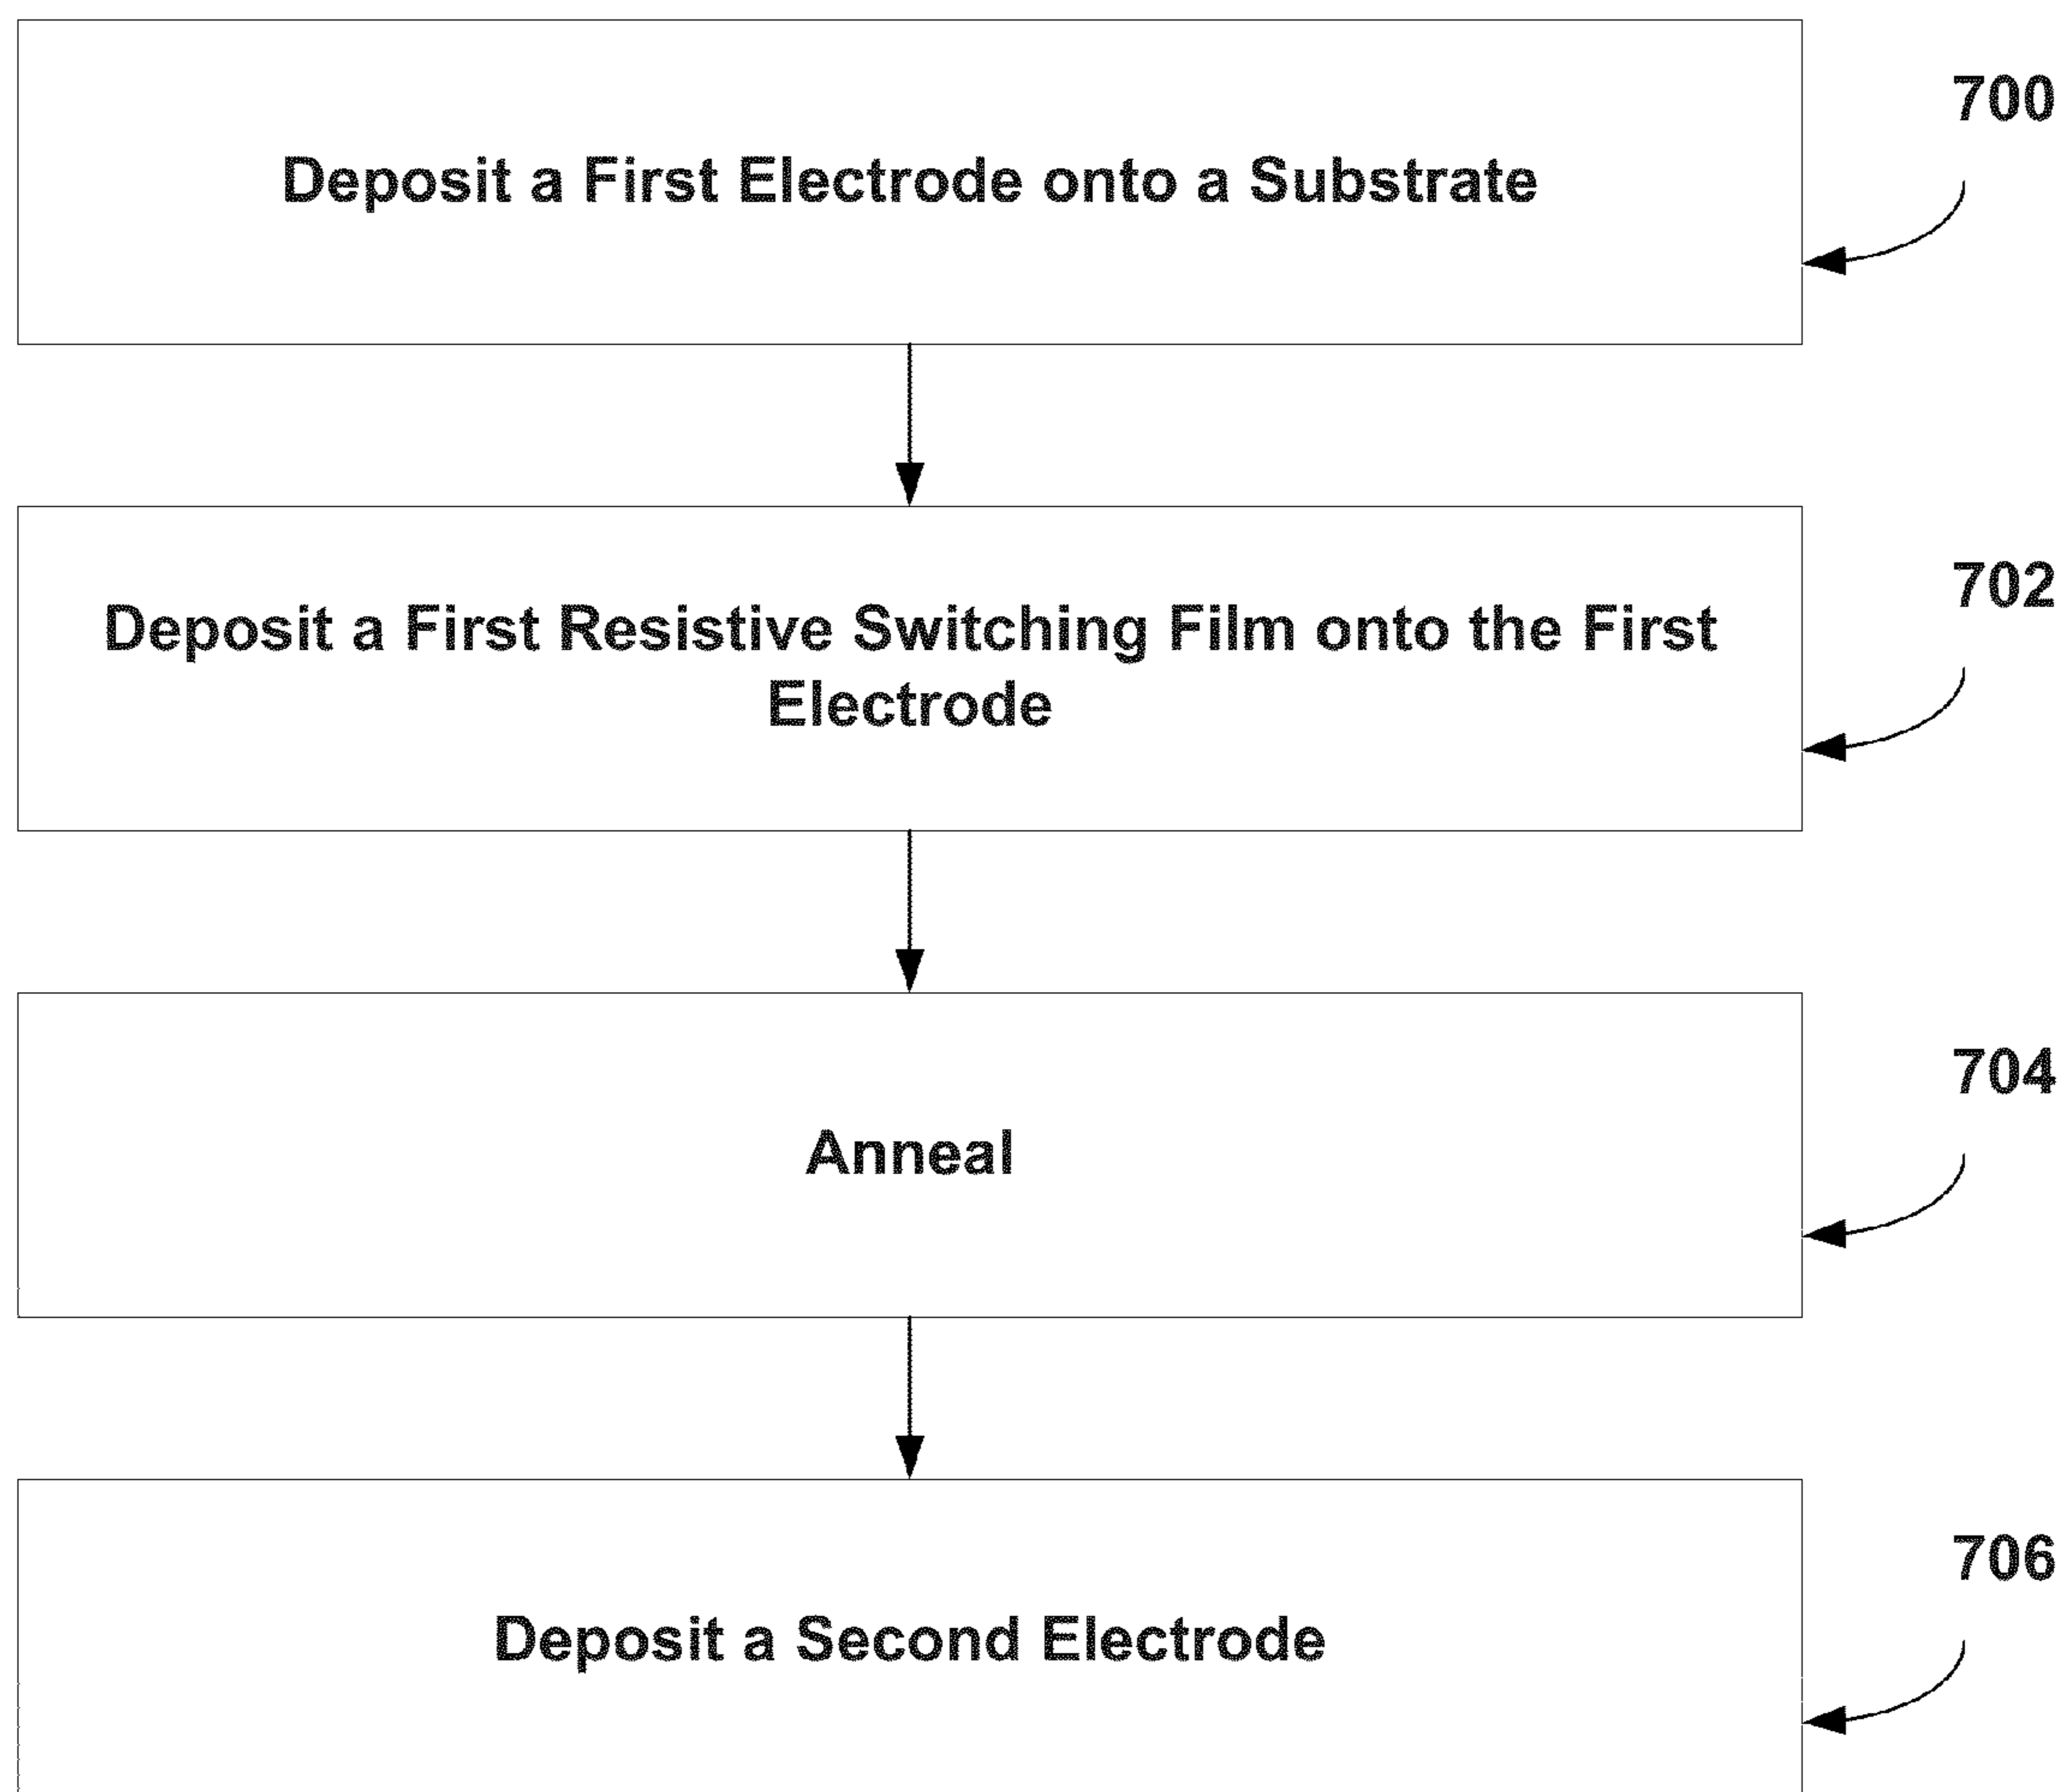 700
Deposit a First Electrode onto a Substrate
702
Deposit a First Resistive Switching Film onto the First
Electrode
704
Anneal
706
Deposit a Second Electrode